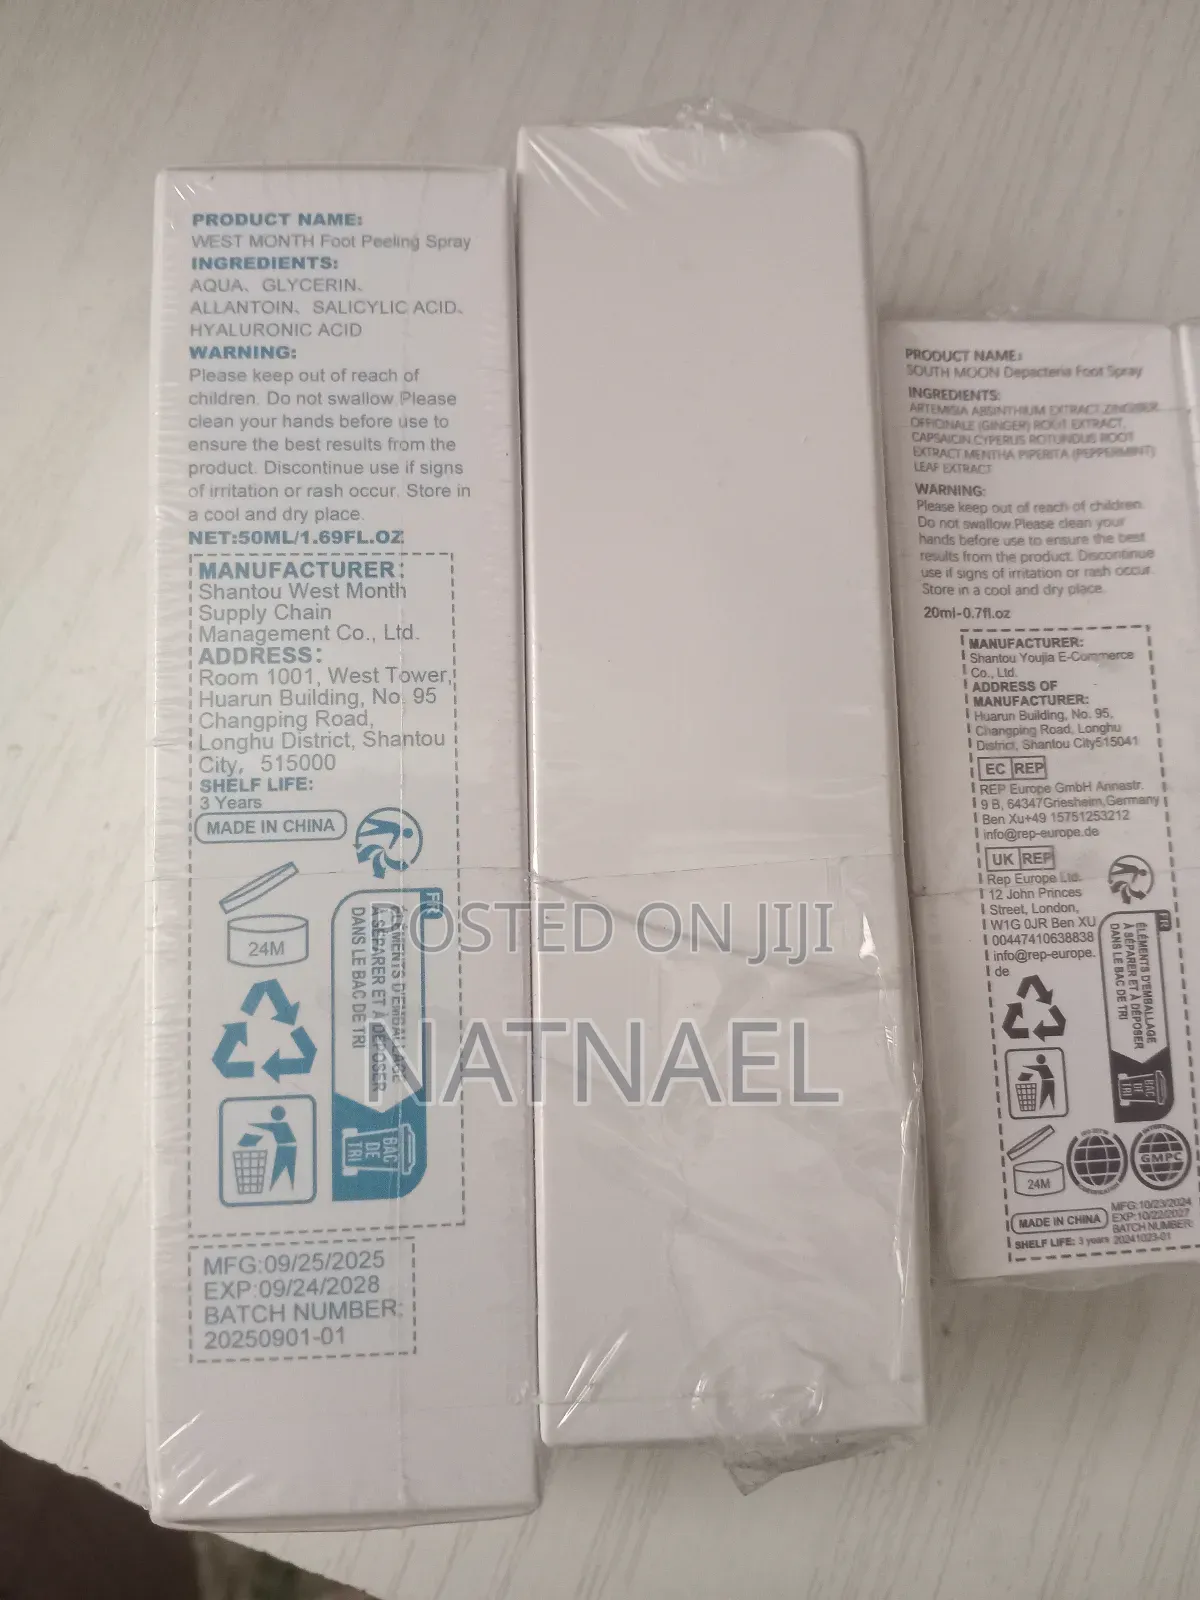 PRODUCT NAME:
WEST MONTH Foot Peeling Spray
INGREDIENTS:
AQUA、GLYCERIN、
ALLANTOIN、SALICYLIC ACID、
HYALURONIC ACID
WARNING:
Please keep out of reach of
children. Do not swallow.Please
clean your hands before use to
ensure the best results from the
product. Discontinue use if signs
of irritation or rash occur. Store in
a cool and dry place.
NET:50ML/1.69FL.OZ
MANUFACTURER:
Shantou West Month
Supply Chain
Management Co., Ltd.
ADDRESS:
Room 1001, West Tower,
Huarun Building, No. 95
Changping Road,
Longhu District, Shantou
City, 515000
SHELF LIFE:
3 Years
MADE IN CHINA
24M
FR
ÉLÉMENTS D'EMBALLAGE
À SÉPARER ET À DÉPOSER
DANS LE BAC DE TRI
BAC
DE
TRI
MFG:09/25/2025
EXP:09/24/2028
BATCH NUMBER:
20250901-01
PRODUCT NAME:
SOUTH MOON Depacteria Foot Spray
INGREDIENTS:
ARTEMISIA ABSINTHIUM EXTRACT,ZINGIBER
OFFICINALE (GINGER) ROOT EXTRACT,
CAPSAICIN,CYPERUS ROTUNDUS ROOT
EXTRACT,MENTHA PIPERITA (PEPPERMINT)
LEAF EXTRACT
WARNING:
Please keep out of reach of children.
Do not swallow.Please clean your
hands before use to ensure the best
results from the product. Discontinue
use if signs of irritation or rash occur.
Store in a cool and dry place.
20ml-0.7fl.oz
MANUFACTURER:
Shantou Youjia E-Commerce
Co., Ltd.
ADDRESS OF
MANUFACTURER:
Huarun Building, No. 95,
Changping Road, Longhu
District, Shantou City515041
EC REP
REP Europe GmbH Annastr.
9 B, 64347Griesheim,Germany
Ben Xu+49 15751253212
info@rep-europe.de
UK REP
Rep Europe Ltd.
12 John Princes
Street, London,
W1G 0JR Ben XU
00447410638838
info@rep-europe.
de
FR
ÉLÉMENTS D'EMBALLAGE
À SÉPARER ET À DÉPOSER
DANS LE BAC DE TRI
BAC
DE
TRI
24M
GMPC
MADE IN CHINA
MFG:10/23/2024
EXP:10/22/2027
BATCH NUMBER:
SHELF LIFE: 3 years 20241023-01
POSTED ON JIJI
NATNAEL